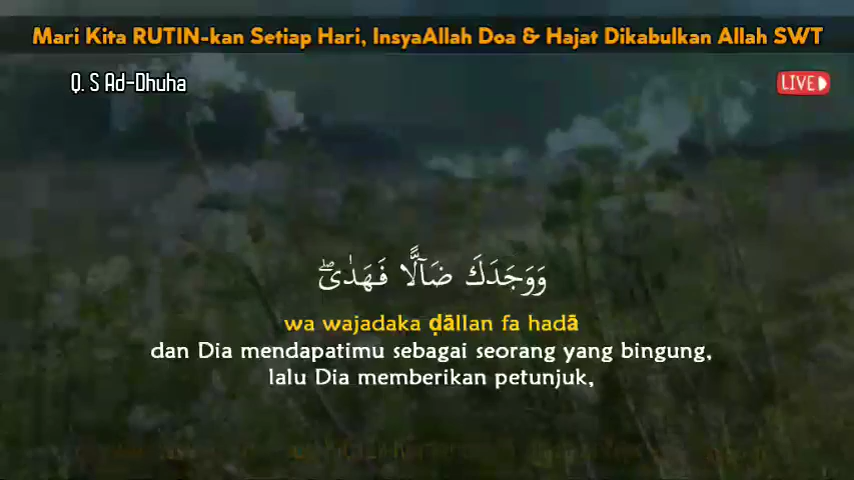 Mari Kita RUTIN-kan Setiap Hari, InsyaAllah Doa & Hajat Dikabulkan Allah SWT
Q. S Ad-Dhuha
LIVE
وَوَجَدَكَ ضَاۤلًّا فَهَدٰىۖ
wa wajadaka ḍāllan fa hadā
dan Dia mendapatimu sebagai seorang yang bingung,
lalu Dia memberikan petunjuk,